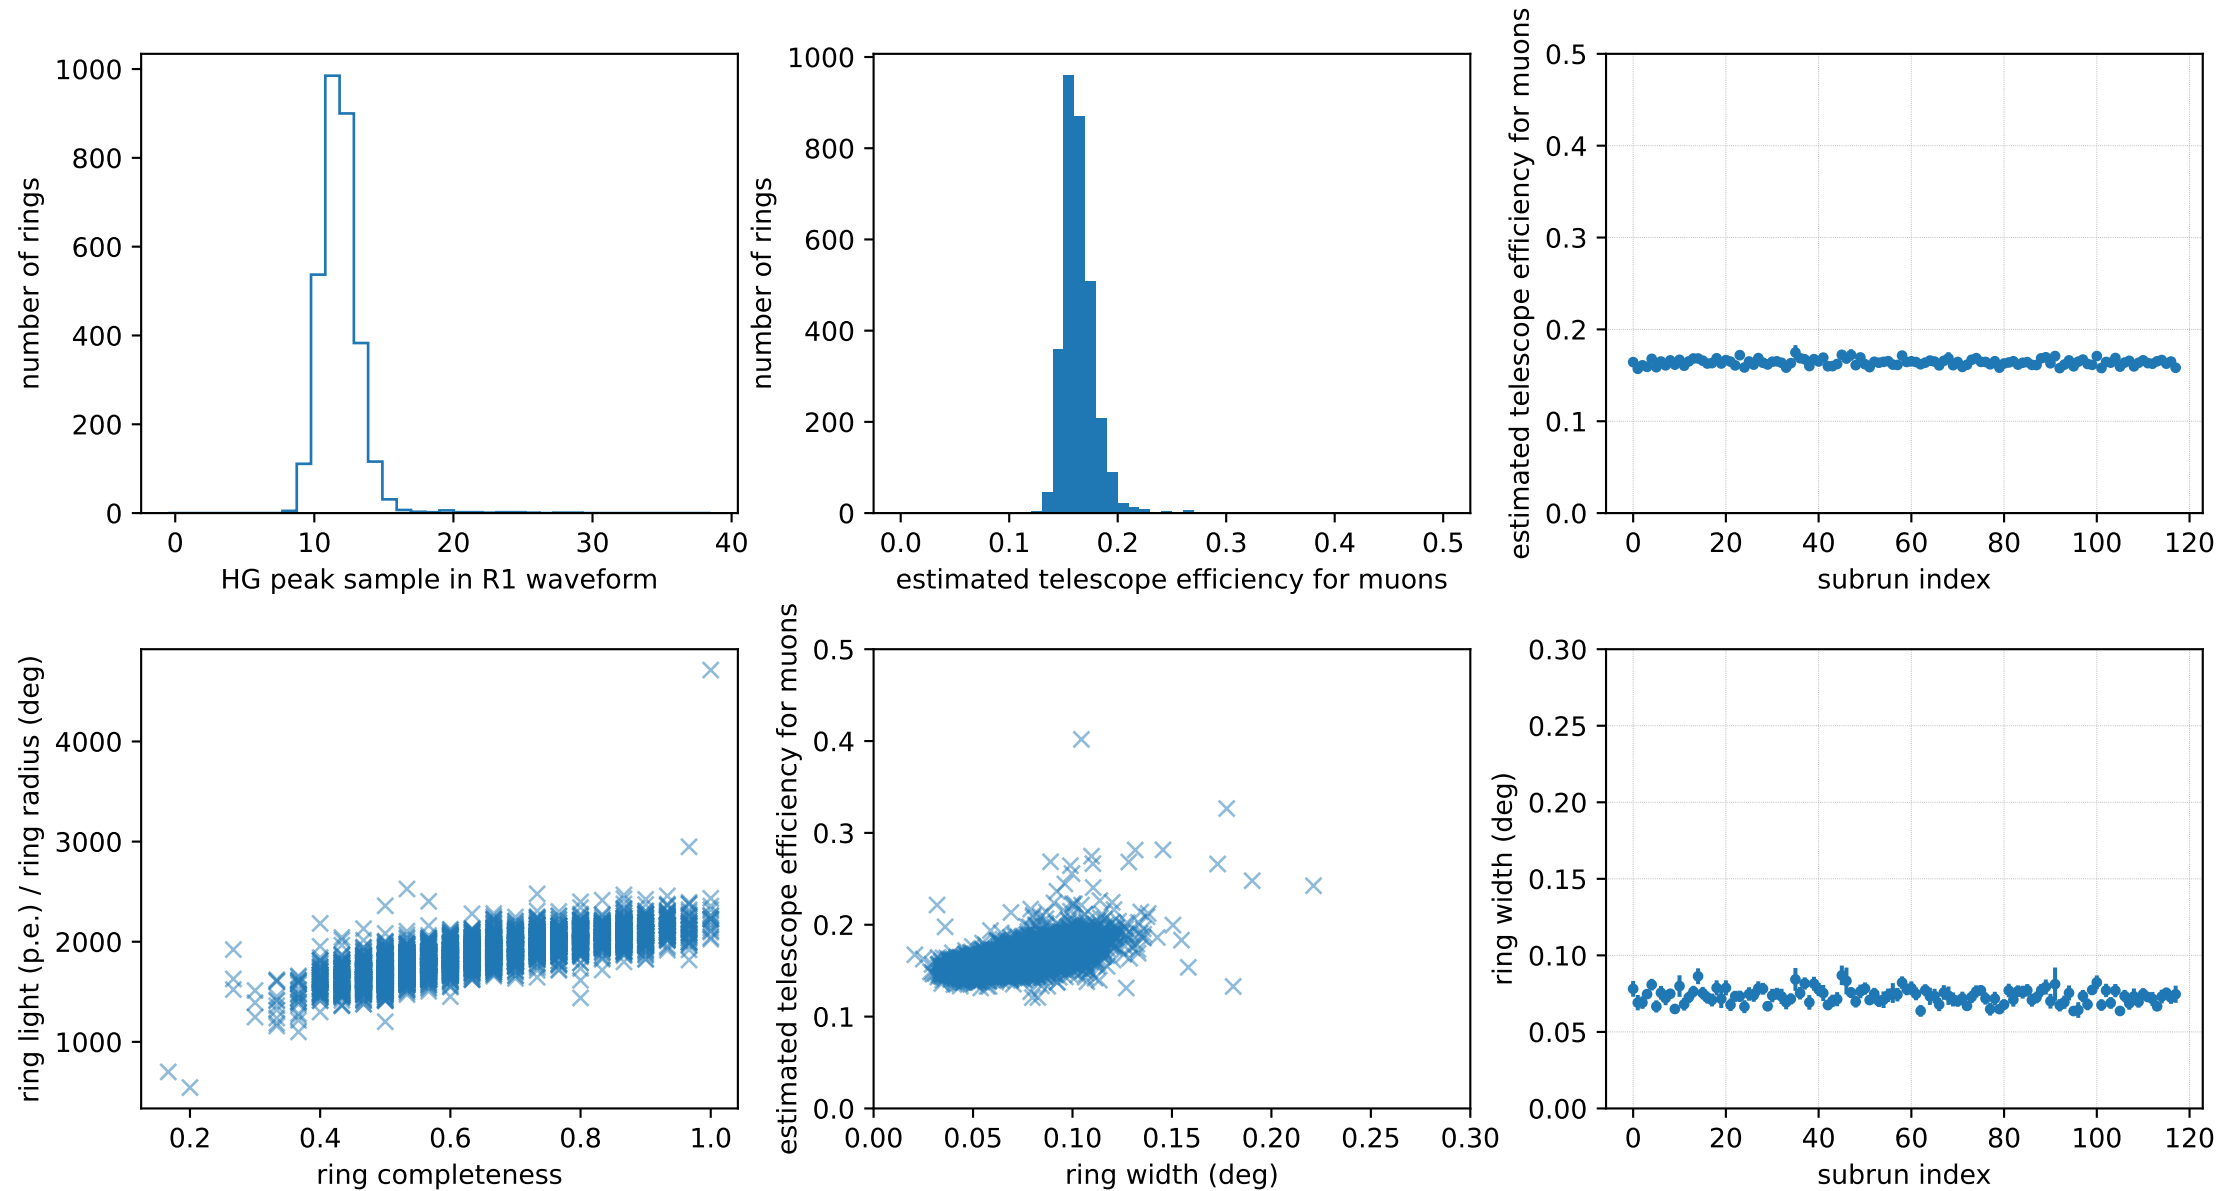 number of rings
1000
800
600
400
200
0
0 10 20 30 40
HG peak sample in R1 waveform
number of rings
1000
800
600
400
200
0
0.0 0.1 0.2 0.3 0.4 0.5
estimated telescope efficiency for muons
estimated telescope efficiency for muons
0.5
0.4
0.3
0.2
0.1
0.0
0 20 40 60 80 100 120
subrun index
ring light (p.e.) / ring radius (deg)
4000
3000
2000
1000
0.2 0.4 0.6 0.8 1.0
ring completeness
estimated telescope efficiency for muons
0.5
0.4
0.3
0.2
0.1
0.0
0.00 0.05 0.10 0.15 0.20 0.25 0.30
ring width (deg)
ring width (deg)
0.30
0.25
0.20
0.15
0.10
0.05
0.00
0 20 40 60 80 100 120
subrun index